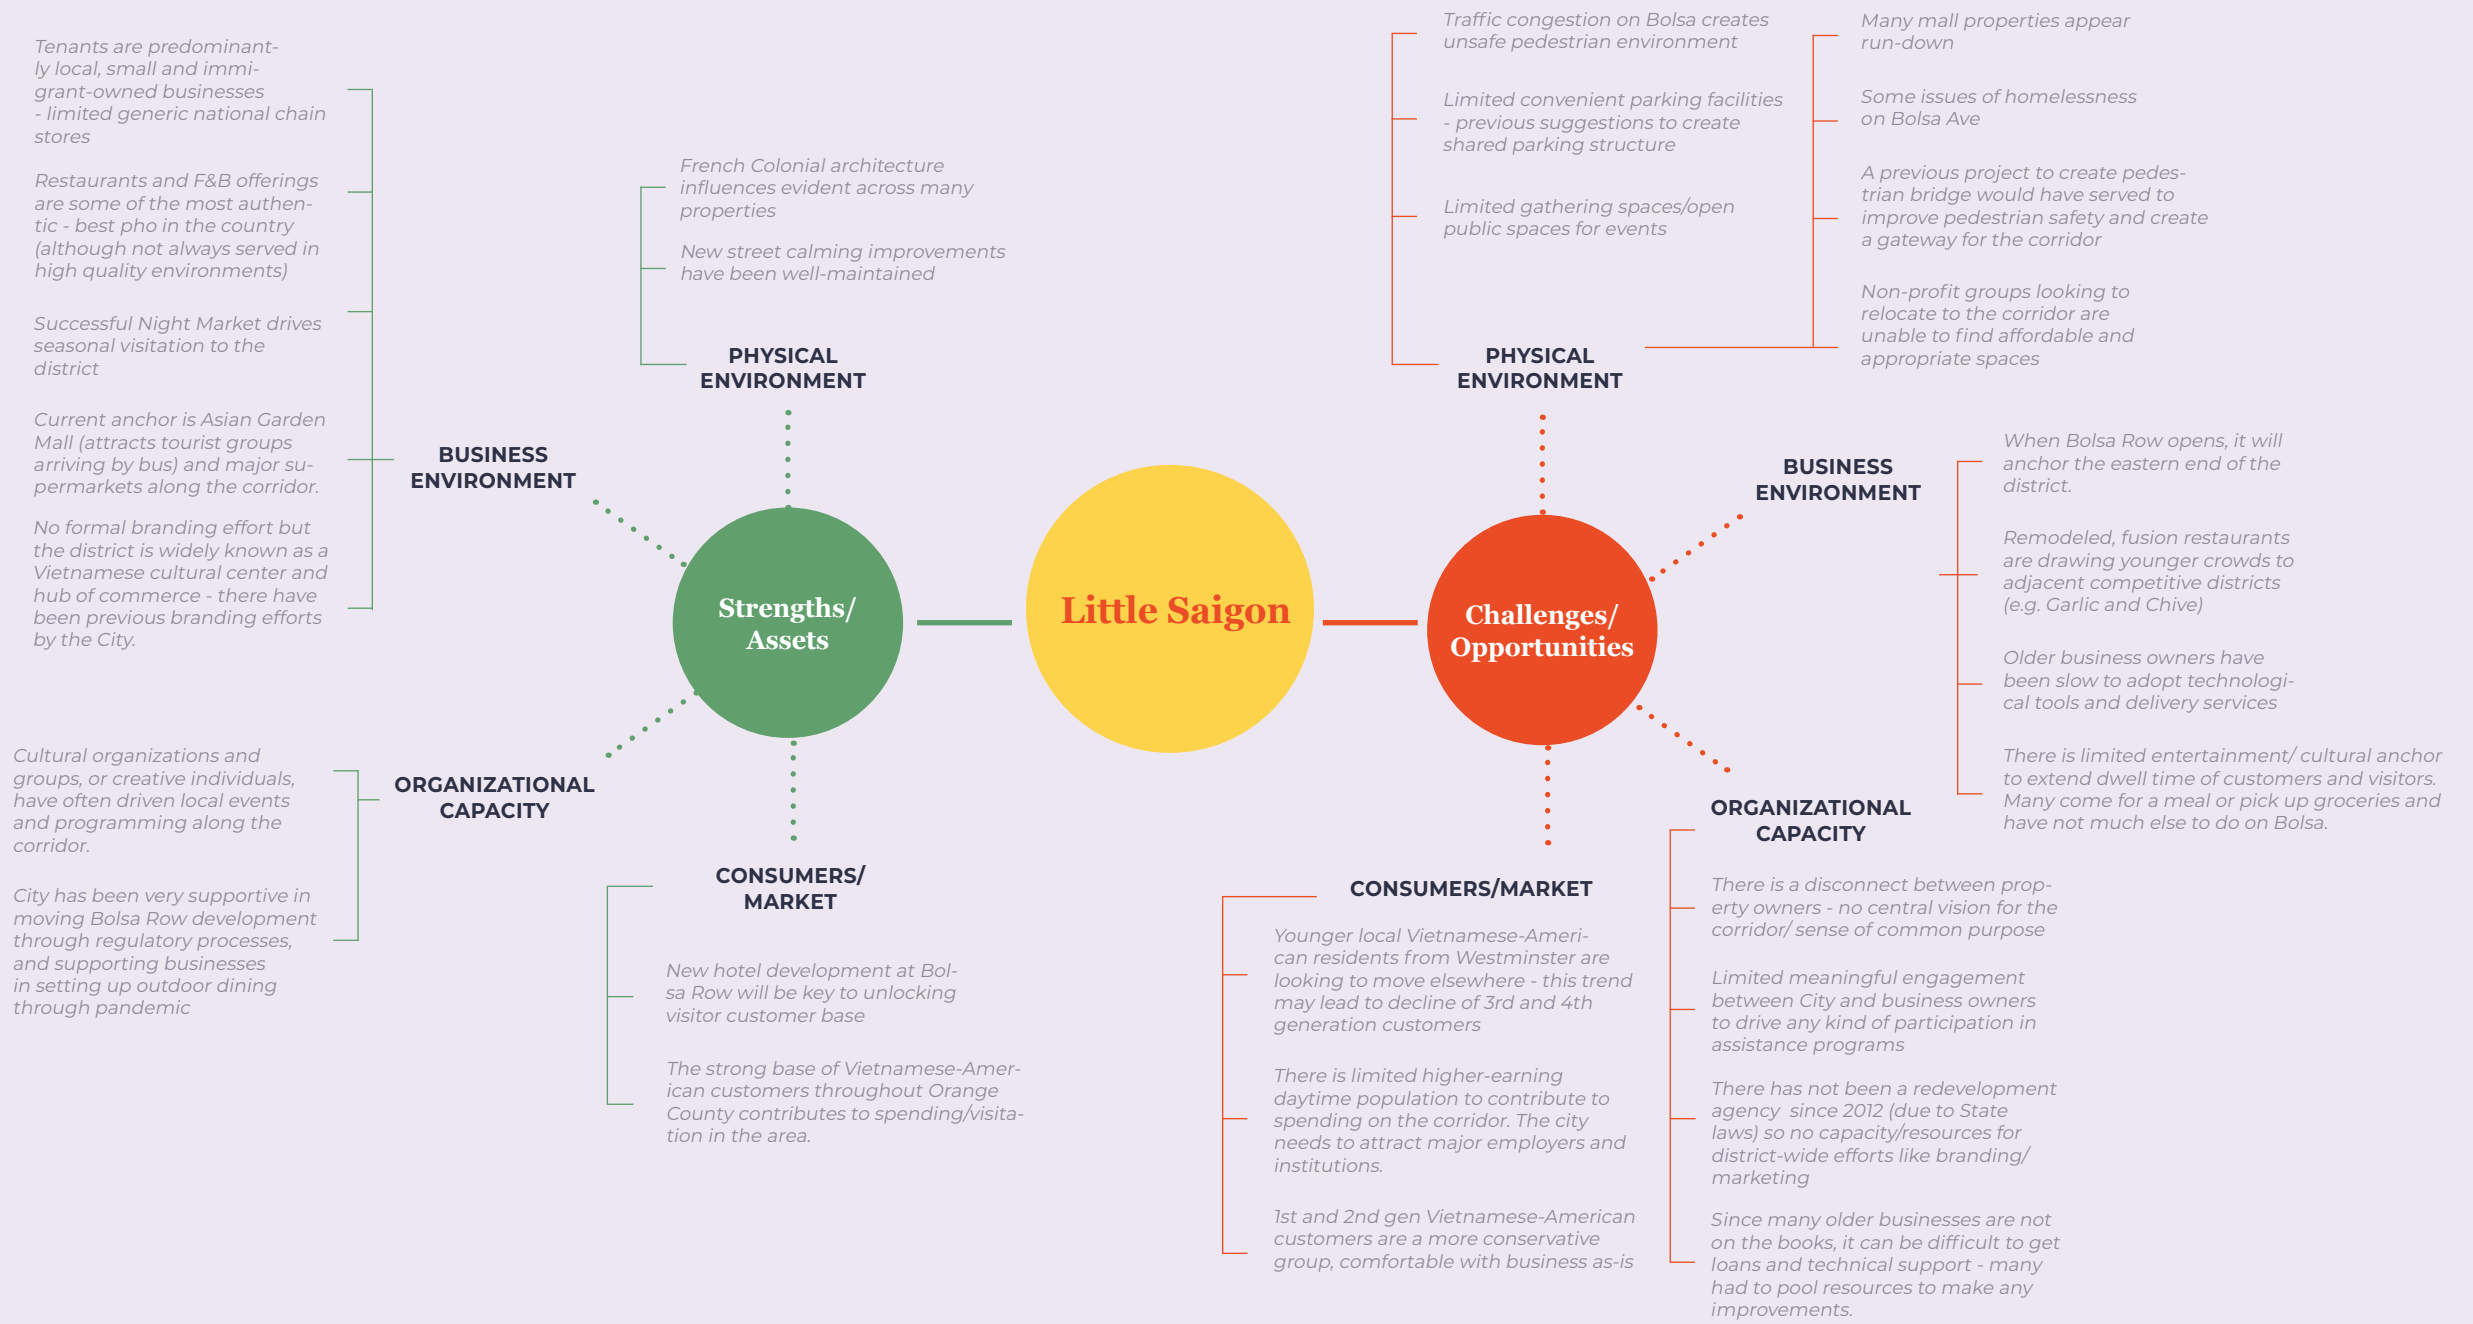 Tenants are predominant-
ly local, small and immi-
grant-owned businesses
- limited generic national chain
stores
Restaurants and F&B offerings
are some of the most authen-
tic - best pho in the country
(although not always served in
high quality environments)
Successful Night Market drives
seasonal visitation to the
district
Current anchor is Asian Garden
Mall (attracts tourist groups
arriving by bus) and major su-
permarkets along the corridor.
No formal branding effort but
the district is widely known as a
Vietnamese cultural center and
hub of commerce - there have
been previous branding efforts
by the City.
BUSINESS
ENVIRONMENT
French Colonial architecture
influences evident across many
properties
New street calming improvements
have been well-maintained
PHYSICAL
ENVIRONMENT
Strengths/
Assets
Cultural organizations and
groups, or creative individuals,
have often driven local events
and programming along the
corridor.
City has been very supportive in
moving Bolsa Row development
through regulatory processes,
and supporting businesses
in setting up outdoor dining
through pandemic
ORGANIZATIONAL
CAPACITY
CONSUMERS/
MARKET
New hotel development at Bol-
sa Row will be key to unlocking
visitor customer base
The strong base of Vietnamese-Amer-
ican customers throughout Orange
County contributes to spending/visita-
tion in the area.
Little Saigon
Traffic congestion on Bolsa creates
unsafe pedestrian environment
Limited convenient parking facilities
- previous suggestions to create
shared parking structure
Limited gathering spaces/open
public spaces for events
PHYSICAL
ENVIRONMENT
Many mall properties appear
run-down
Some issues of homelessness
on Bolsa Ave
A previous project to create pedes-
trian bridge would have served to
improve pedestrian safety and create
a gateway for the corridor
Non-profit groups looking to
relocate to the corridor are
unable to find affordable and
appropriate spaces
Challenges/
Opportunities
BUSINESS
ENVIRONMENT
When Bolsa Row opens, it will
anchor the eastern end of the
district.
Remodeled, fusion restaurants
are drawing younger crowds to
adjacent competitive districts
(e.g. Garlic and Chive)
Older business owners have
been slow to adopt technologi-
cal tools and delivery services
There is limited entertainment/ cultural anchor
to extend dwell time of customers and visitors.
Many come for a meal or pick up groceries and
have not much else to do on Bolsa.
CONSUMERS/MARKET
Younger local Vietnamese-Ameri-
can residents from Westminster are
looking to move elsewhere - this trend
may lead to decline of 3rd and 4th
generation customers
There is limited higher-earning
daytime population to contribute to
spending on the corridor. The city
needs to attract major employers and
institutions.
1st and 2nd gen Vietnamese-American
customers are a more conservative
group, comfortable with business as-is
ORGANIZATIONAL
CAPACITY
There is a disconnect between prop-
erty owners - no central vision for the
corridor/ sense of common purpose
Limited meaningful engagement
between City and business owners
to drive any kind of participation in
assistance programs
There has not been a redevelopment
agency since 2012 (due to State
laws) so no capacity/resources for
district-wide efforts like branding/
marketing
Since many older businesses are not
on the books, it can be difficult to get
loans and technical support - many
had to pool resources to make any
improvements.